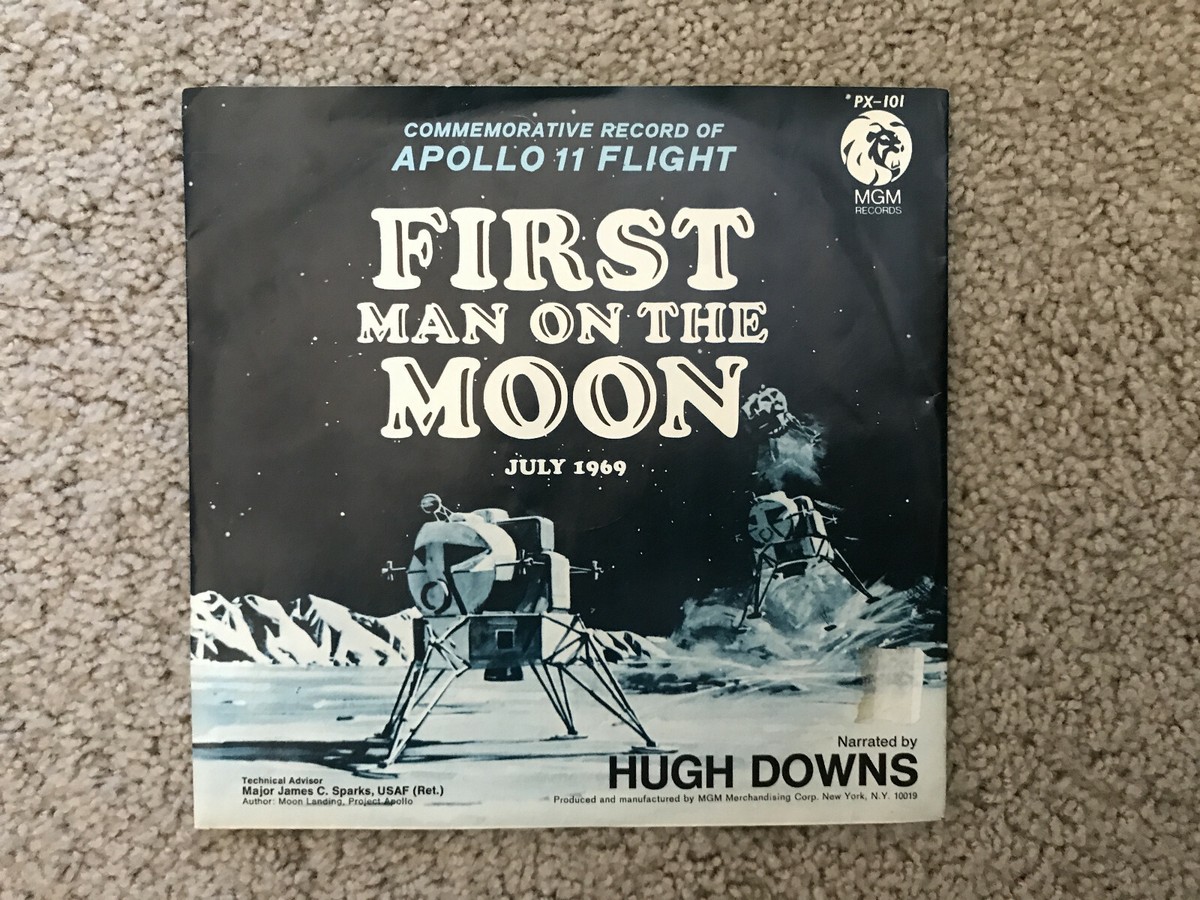 PX-101
MGM
RECORDS
COMMEMORATIVE RECORD OF
APOLLO 11 FLIGHT
FIRST
MAN ON THE
MOON
JULY 1969
Narrated by
HUGH DOWNS
Produced and manufactured by MGM Merchandising Corp. New York, N.Y. 10019
Technical Advisor
Major James C. Sparks, USAF (Ret.)
Author: Moon Landing, Project Apollo